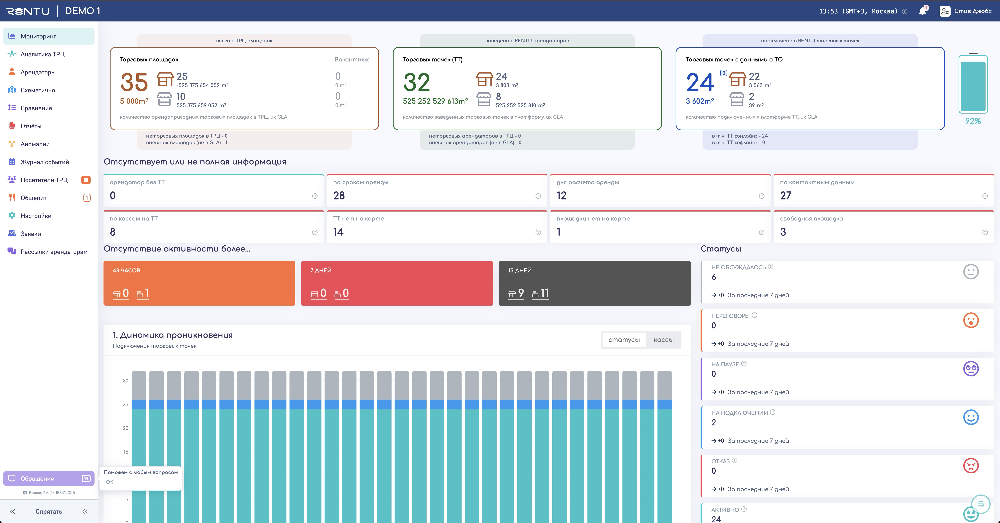 RENTU
DEMO 1
13:53 (GMT+3, Москва)
1
Стив Джобс
Мониторинг
Аналитика ТРЦ
Арендаторы
Схематично
Сравнение
Отчёты
Аномалии
Журнал событий
Посетители ТРЦ
Общепит
1
Настройки
Заявки
Рассылки арендаторам
Обращения
14
Версия 4.6.2 / 16.07.2025
Спрятать
Поможем с любым вопросом
OK
всего в ТРЦ площадок
Торговых площадок
Вакантных
35
25
-525 375 654 052 m²
0
0 m²
5 000m²
10
525 375 659 052 m²
0
0 m²
количество арендопригодных торговых площадок в ТРЦ, их GLA
неторговых площадок в ТРЦ - 0
внешних площадок (не в GLA) - 1
заведено в RENTU арендаторов
Торговых точек (ТТ)
32
24
3 803 m²
525 252 529 613m²
8
525 252 525 810 m²
количество заведенных торговых точек в платформу, их GLA
неторговых арендаторов в ТРЦ - 0
внешних арендаторов (не в GLA) - 0
подключено в RENTU торговых точек
Торговых точек с данными о ТО
24
0
22
3 563 m²
3 602m²
2
39 m²
количество подключенных к платформе ТТ, их GLA
в т.ч. ТТ «онлайн» - 24
в т.ч. ТТ «офлайн» - 0
92%
Отсутствует или не полная информация
арендатор без ТТ
0
по срокам аренды
28
для расчета аренды
12
по контактным данным
27
по кассам на ТТ
8
ТТ нет на карте
14
площадки нет на карте
1
свободная площадка
3
Отсутствие активности более...
48 ЧАСОВ
0 1
7 ДНЕЙ
0 0
15 ДНЕЙ
9 11
1. Динамика проникновения
Подключения торговых точек
статусы
кассы
30
25
20
15
5
0
Статусы
НЕ ОБСУЖДАЛОСЬ
6
+0 За последние 7 дней
ПЕРЕГОВОРЫ
0
+0 За последние 7 дней
НА ПАУЗЕ
0
+0 За последние 7 дней
НА ПОДКЛЮЧЕНИИ
2
+0 За последние 7 дней
ОТКАЗ
0
+0 За последние 7 дней
АКТИВНО
24